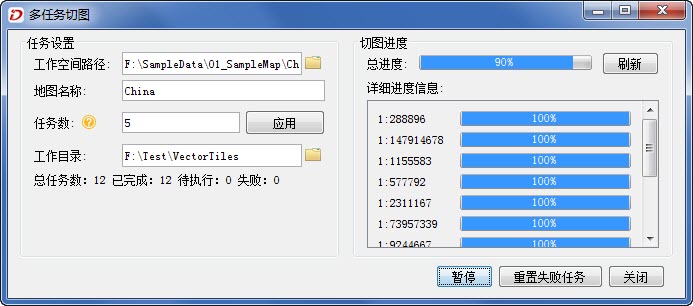 多任务切图
任务设置
工作空间路径: F:\SampleData\01_SampleMap\Ch
地图名称: China
任务数: 5 应用
工作目录: F:\Test\VectorTiles
总任务数: 12 已完成: 12 待执行: 0 失败: 0
切图进度
总进度: 90% 刷新
详细进度信息:
1:288896 100%
1:147914678 100%
1:1155583 100%
1:577792 100%
1:2311167 100%
1:73957339 100%
1:9244667 100%
暂停 重置失败任务 关闭